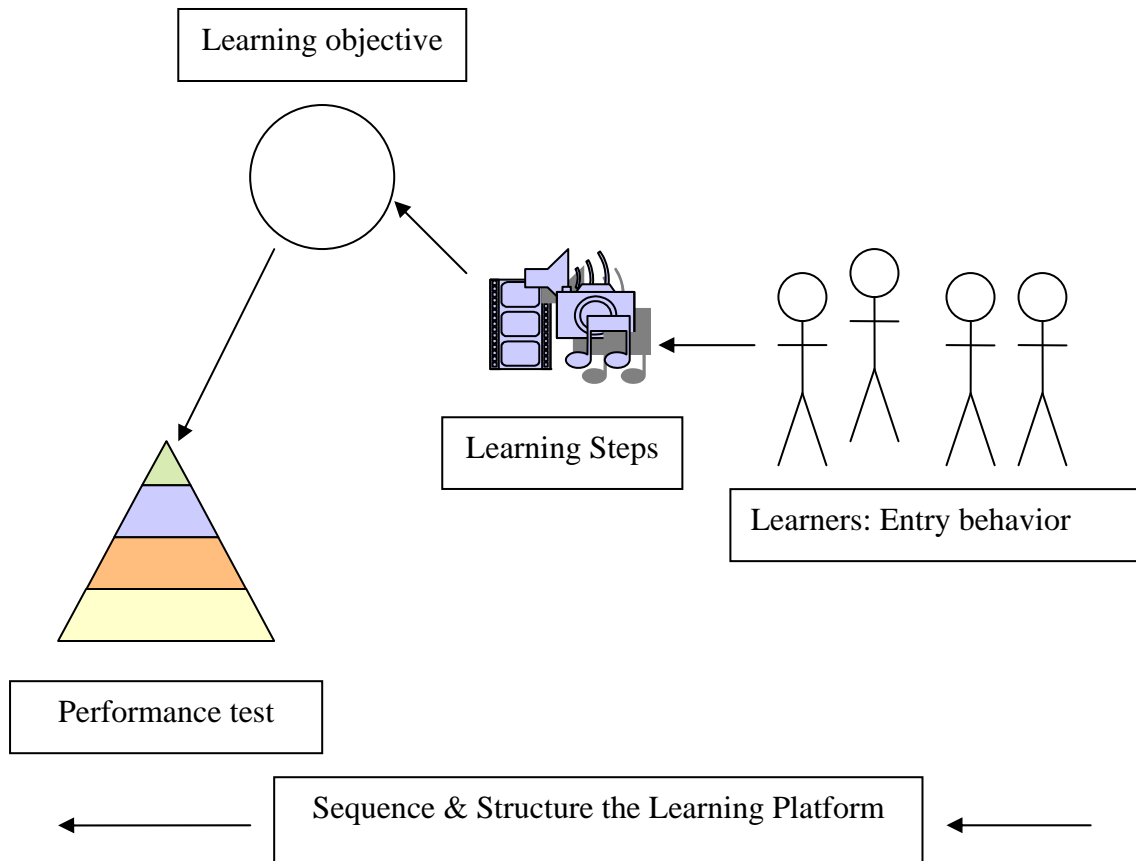 Learning objective
Learning Steps
Learners: Entry behavior
Performance test
Sequence & Structure the Learning Platform